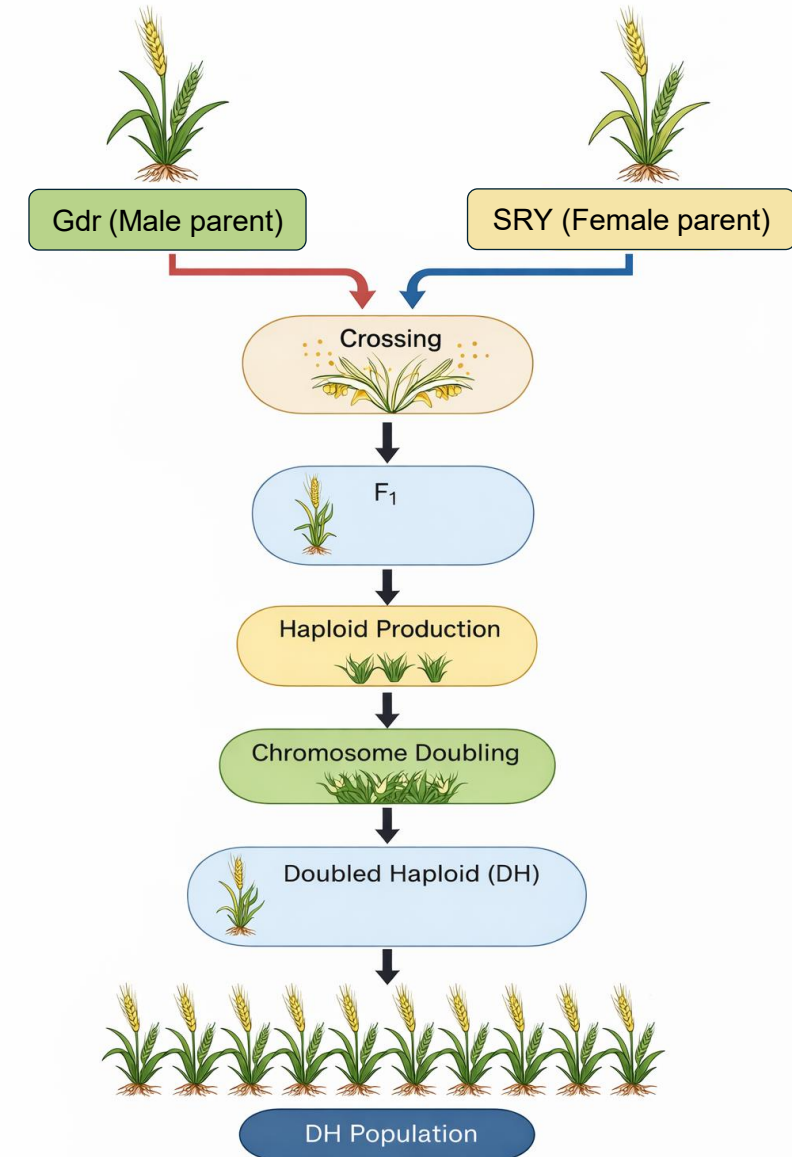 Gdr (Male parent)
SRY (Female parent)
Crossing
F₁
Haploid Production
Chromosome Doubling
Doubled Haploid (DH)
DH Population